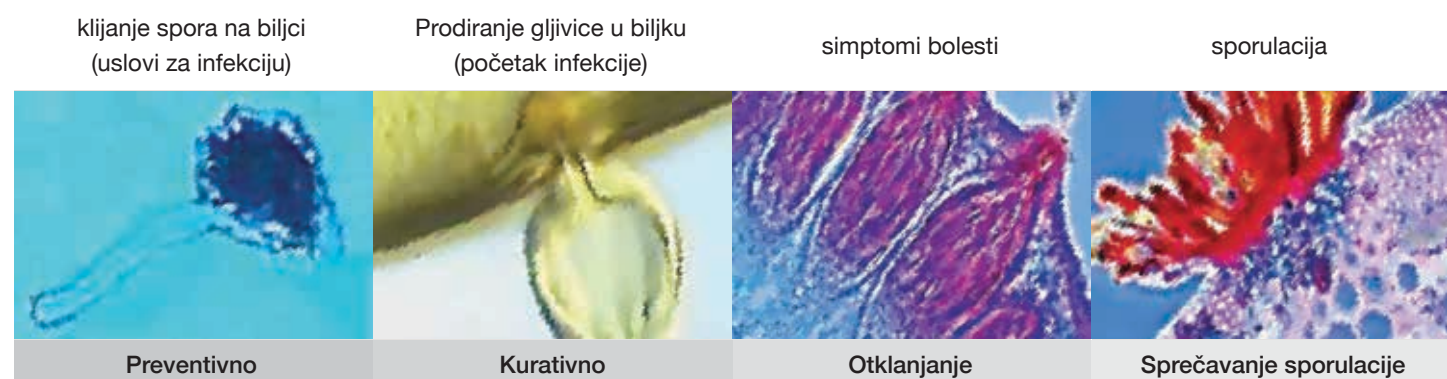 klijanje spora na biljci
(uslovi za infekciju)
Prodiranje gljivice u biljku
(početak infekcije)
simptomi bolesti
sporulacija
Preventivno
Kurativno
Otklanjanje
Sprečavanje sporulacije